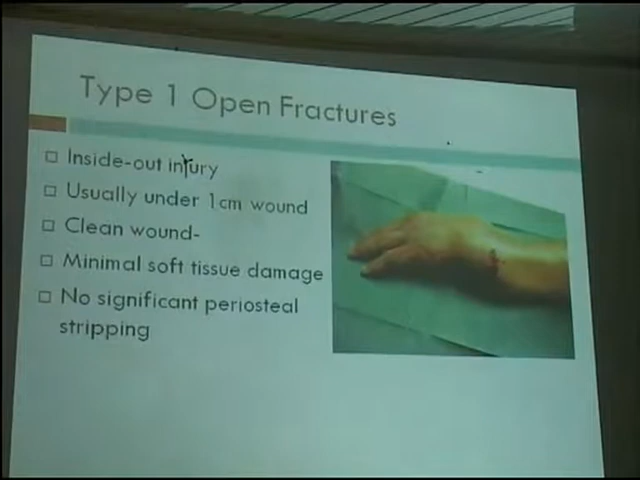 Type 1 Open Fractures
Inside-out injury
Usually under 1cm wound
Clean wound-
Minimal soft tissue damage
No significant periosteal
stripping